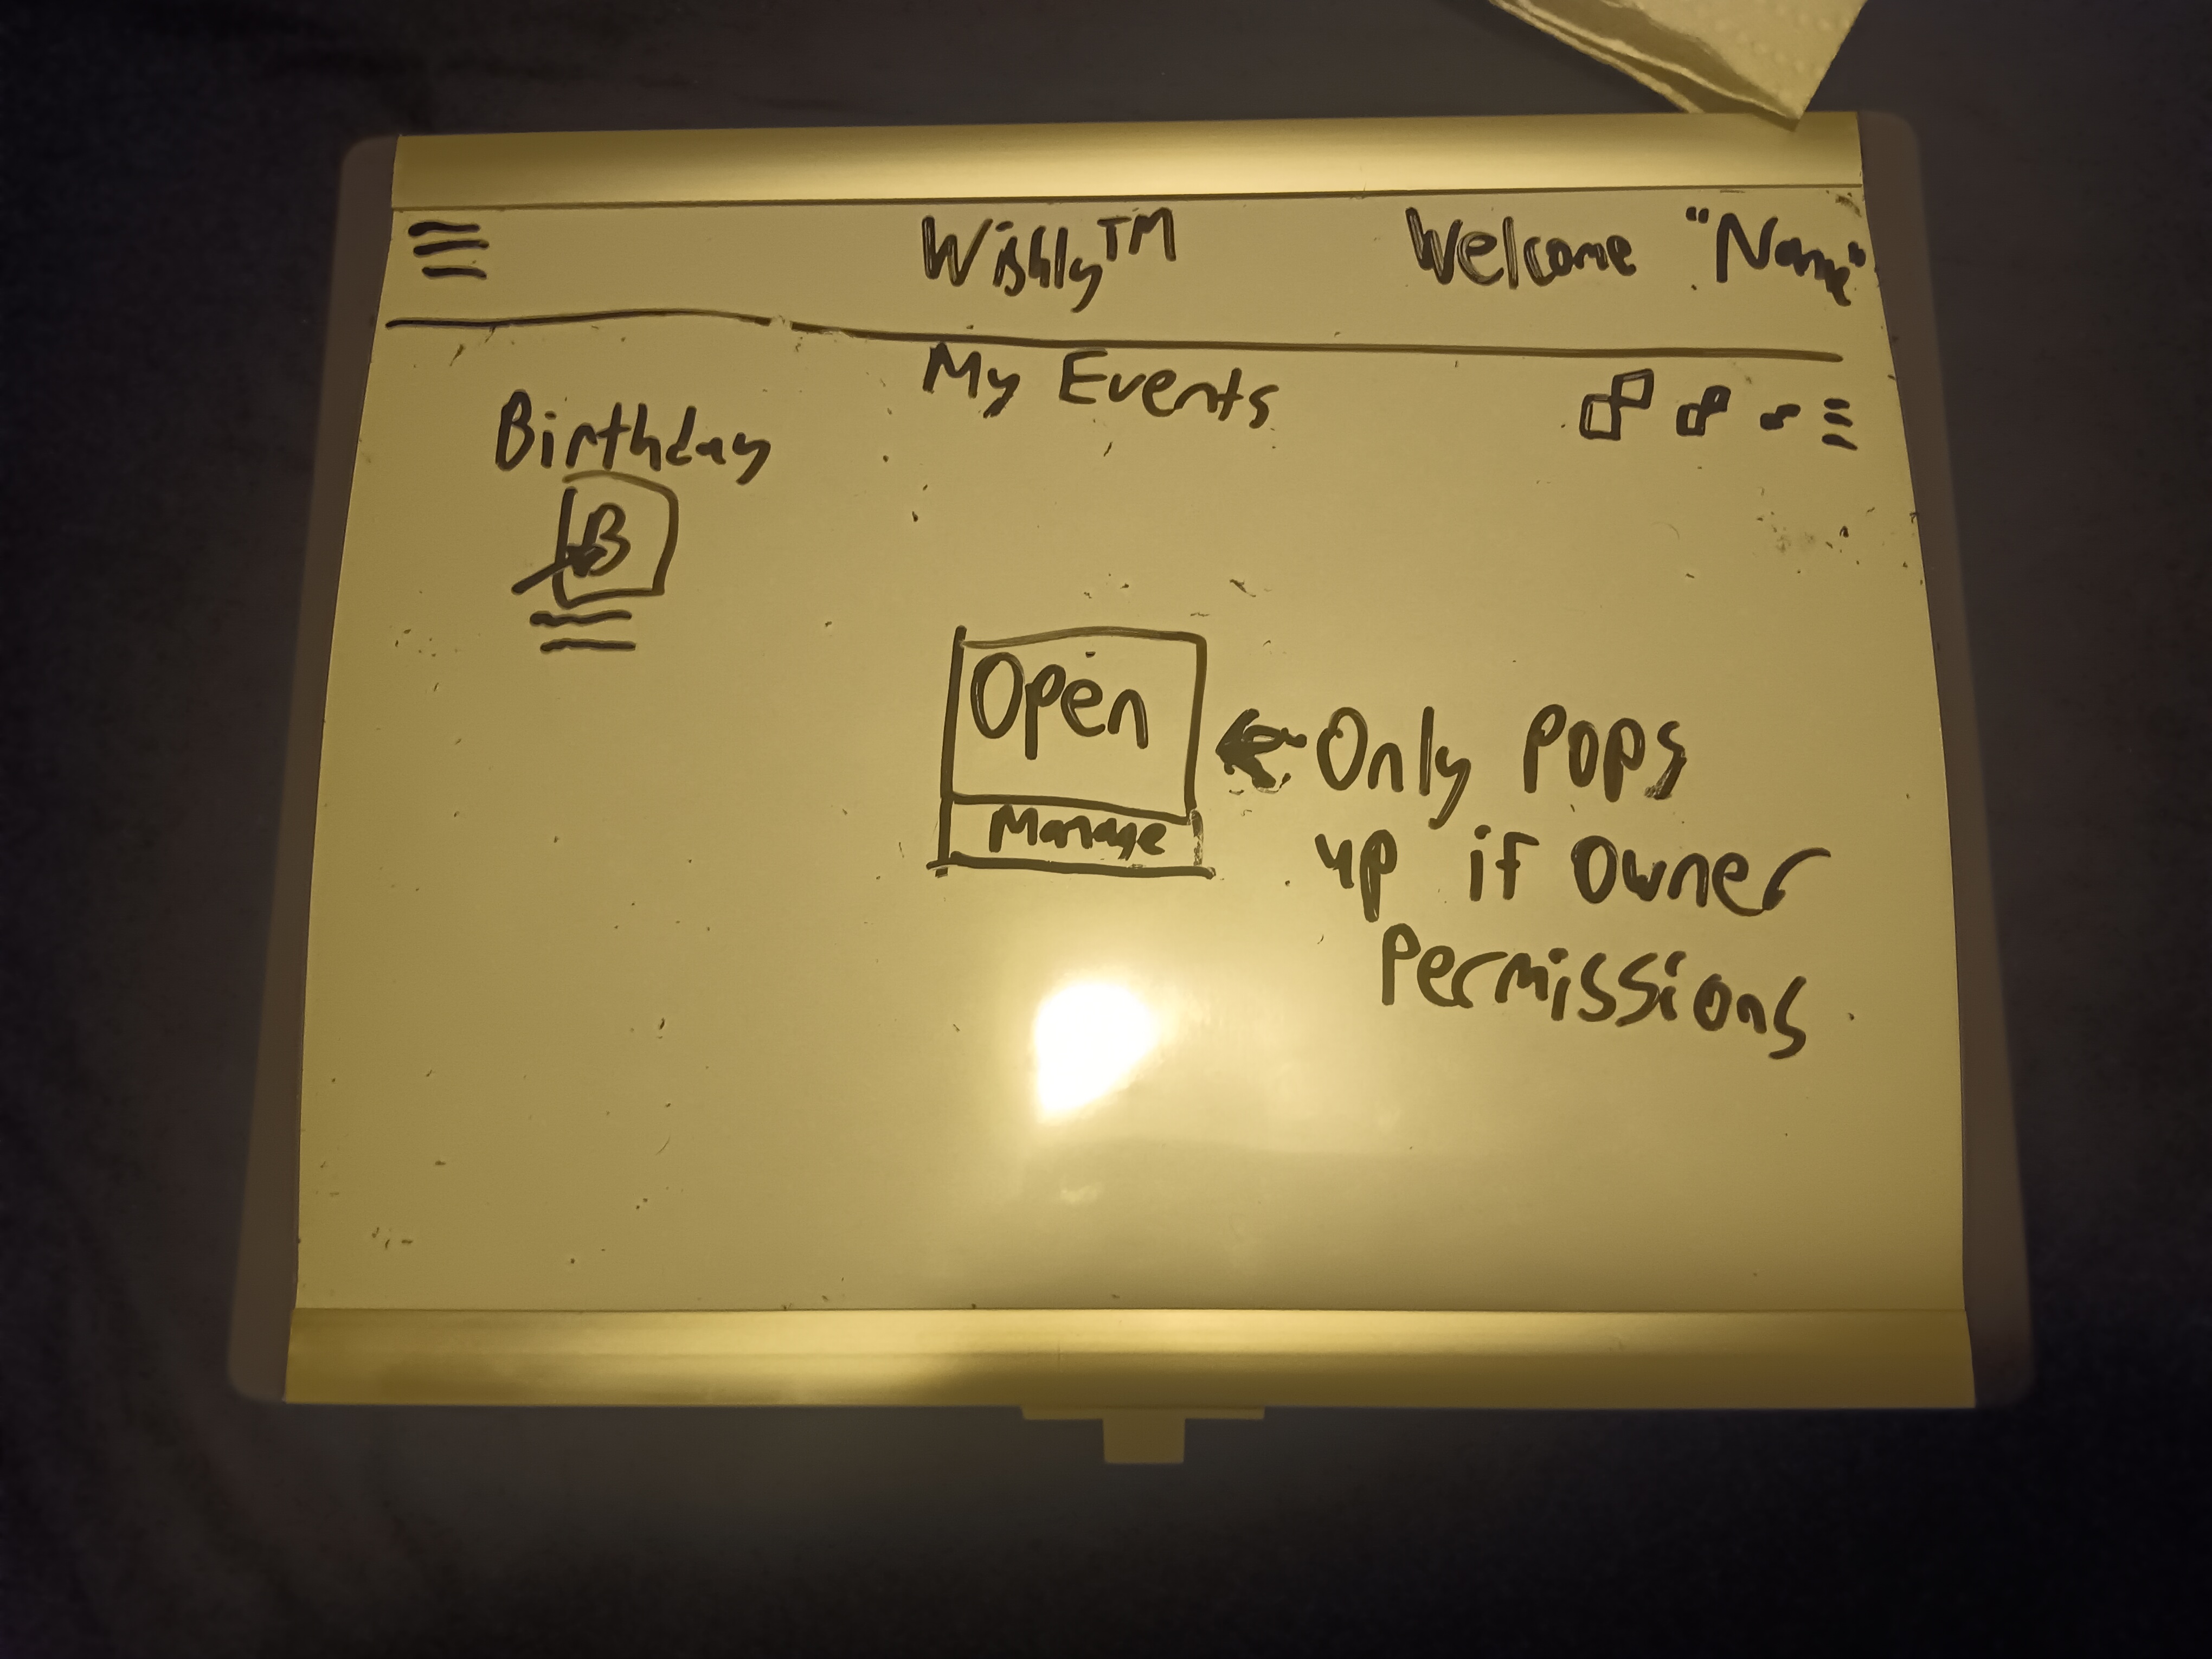 Wishly™ Welcome "Name"
My Events
Birthday
B
Open
Manage
Only pops
up if owner
permissions